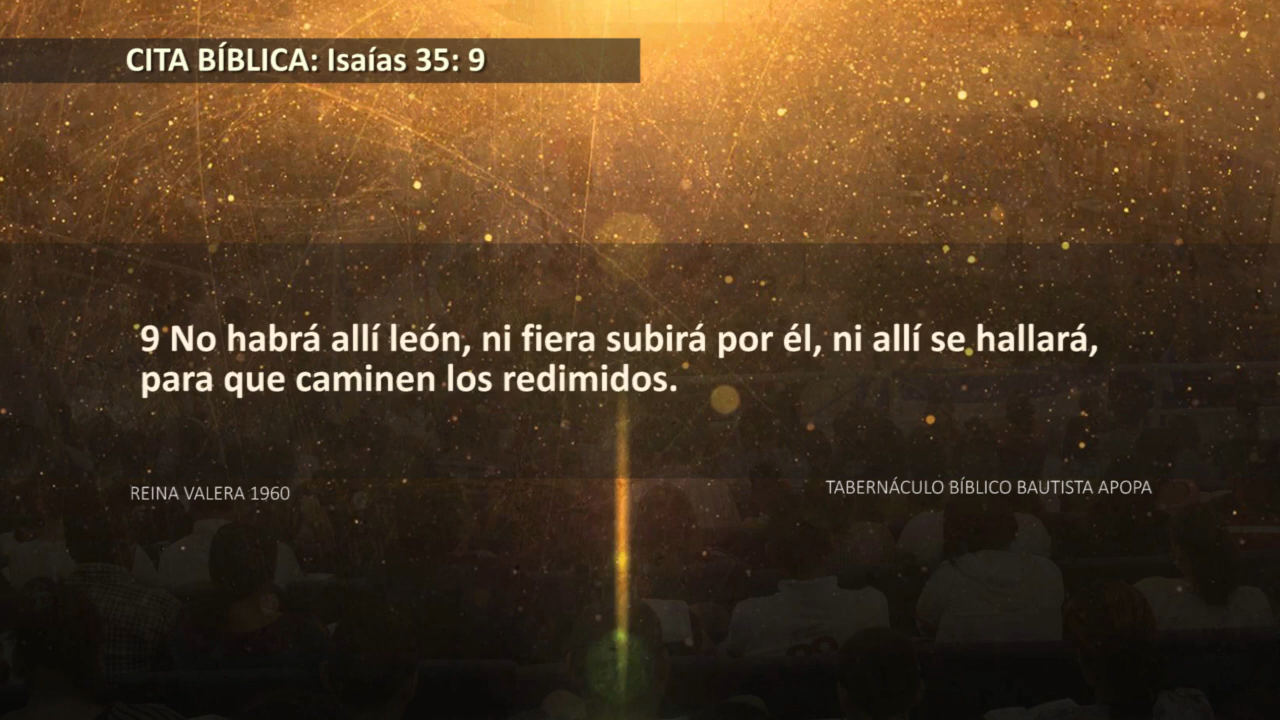 CITA BÍBLICA: Isaías 35: 9
9 No habrá allí león, ni fiera subirá por él, ni allí se hallará,
para que caminen los redimidos.
REINA VALERA 1960
TABERNÁCULO BÍBLICO BAUTISTA APOPA